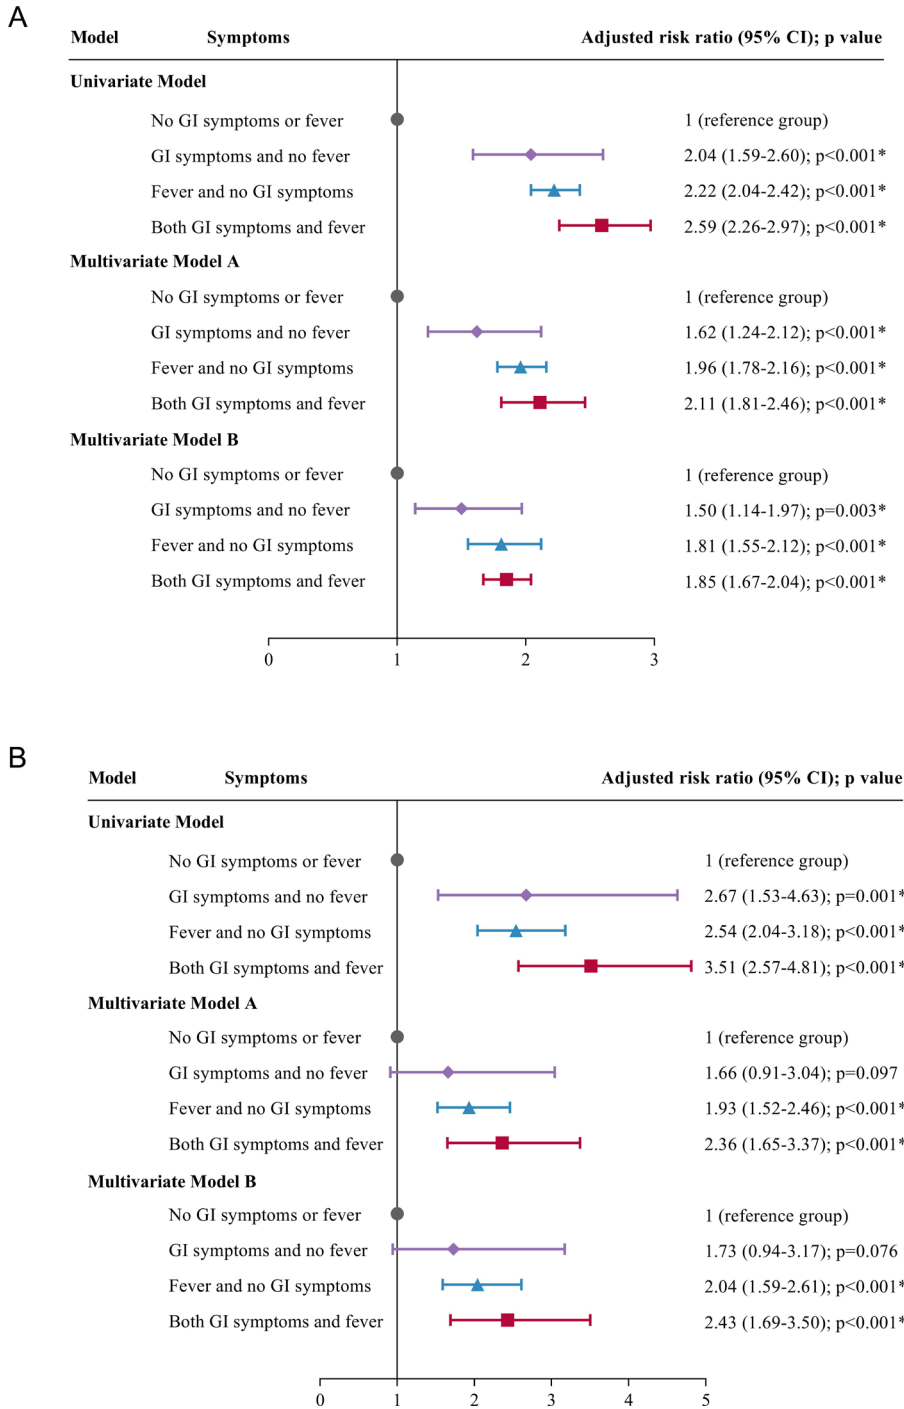 A
Model Symptoms Adjusted risk ratio (95% CI); p value
Univariate Model
No GI symptoms or fever 1 (reference group)
GI symptoms and no fever 2.04 (1.59-2.60); p<0.001*
Fever and no GI symptoms 2.22 (2.04-2.42); p<0.001*
Both GI symptoms and fever 2.59 (2.26-2.97); p<0.001*
Multivariate Model A
No GI symptoms or fever 1 (reference group)
GI symptoms and no fever 1.62 (1.24-2.12); p<0.001*
Fever and no GI symptoms 1.96 (1.78-2.16); p<0.001*
Both GI symptoms and fever 2.11 (1.81-2.46); p<0.001*
Multivariate Model B
No GI symptoms or fever 1 (reference group)
GI symptoms and no fever 1.50 (1.14-1.97); p=0.003*
Fever and no GI symptoms 1.81 (1.55-2.12); p<0.001*
Both GI symptoms and fever 1.85 (1.67-2.04); p<0.001*
0 1 2 3
B
Model Symptoms Adjusted risk ratio (95% CI); p value
Univariate Model
No GI symptoms or fever 1 (reference group)
GI symptoms and no fever 2.67 (1.53-4.63); p=0.001*
Fever and no GI symptoms 2.54 (2.04-3.18); p<0.001*
Both GI symptoms and fever 3.51 (2.57-4.81); p<0.001*
Multivariate Model A
No GI symptoms or fever 1 (reference group)
GI symptoms and no fever 1.66 (0.91-3.04); p=0.097
Fever and no GI symptoms 1.93 (1.52-2.46); p<0.001*
Both GI symptoms and fever 2.36 (1.65-3.37); p<0.001*
Multivariate Model B
No GI symptoms or fever 1 (reference group)
GI symptoms and no fever 1.73 (0.94-3.17); p=0.076
Fever and no GI symptoms 2.04 (1.59-2.61); p<0.001*
Both GI symptoms and fever 2.43 (1.69-3.50); p<0.001*
0 1 2 3 4 5